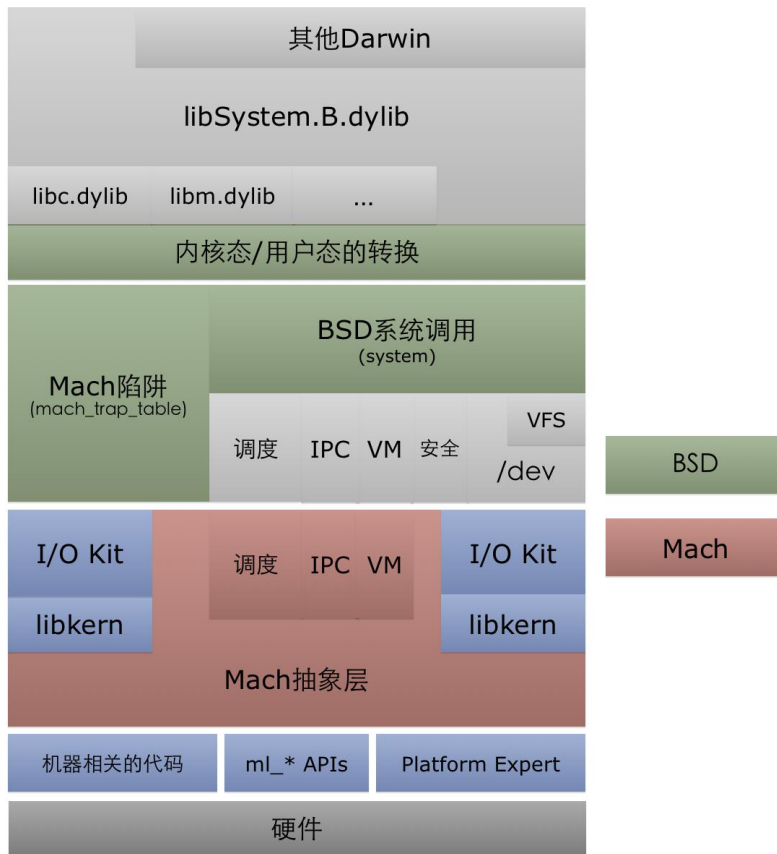 其他Darwin
libSystem.B.dylib
libc.dylib
libm.dylib
...
内核态/用户态的转换
BSD系统调用
(system)
Mach陷阱
(mach_trap_table)
VFS
调度
IPC
VM
安全
/dev
BSD
Mach
I/O Kit
调度
IPC
VM
I/O Kit
libkern
libkern
Mach抽象层
机器相关的代码
ml_* APIs
Platform Expert
硬件